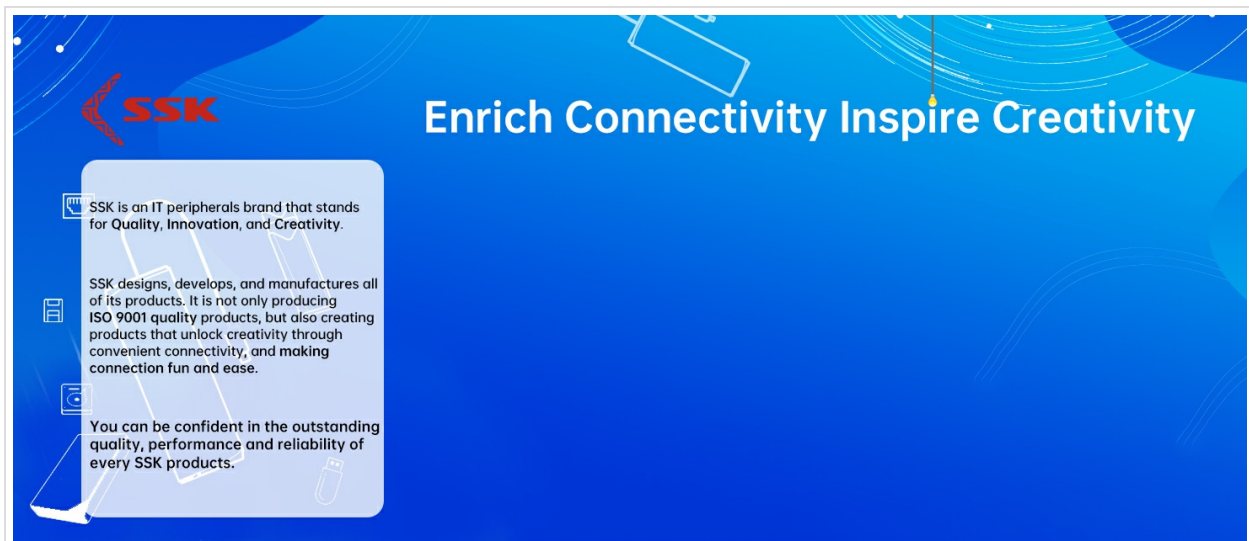 SSK
Enrich Connectivity Inspire Creativity
SSK is an IT peripherals brand that stands
for Quality, Innovation, and Creativity.
SSK designs, develops, and manufactures all
of its products. It is not only producing
ISO 9001 quality products, but also creating
products that unlock creativity through
convenient connectivity, and making
connection fun and ease.
You can be confident in the outstanding
quality, performance and reliability of
every SSK products.